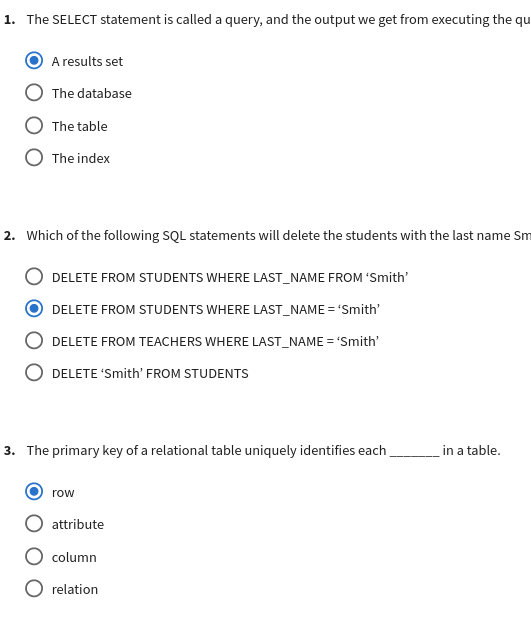 1. The SELECT statement is called a query, and the output we get from executing the qu
A results set
The database
The table
The index
2. Which of the following SQL statements will delete the students with the last name Sm
DELETE FROM STUDENTS WHERE LAST_NAME FROM ‘Smith’
DELETE FROM STUDENTS WHERE LAST_NAME = ‘Smith’
DELETE FROM TEACHERS WHERE LAST_NAME = ‘Smith’
DELETE ‘Smith’ FROM STUDENTS
3. The primary key of a relational table uniquely identifies each _______ in a table.
row
attribute
column
relation